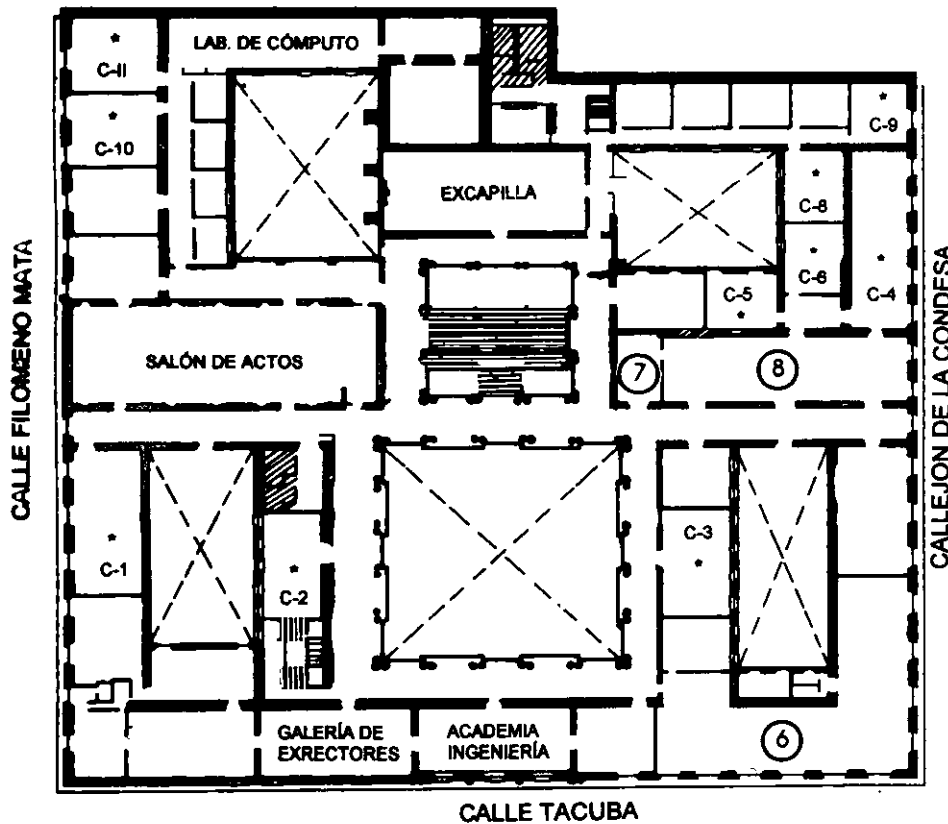 LAB. DE CÓMPUTO
C-II
C-10
C-9
EXCAPILLA
C-8
C-6
C-4
C-5
CALLE FILOMENO MATA
CALLEJON DE LA CONDESA
SALÓN DE ACTOS
7
8
C-1
C-2
C-3
GALERÍA DE
EXRECTORES
ACADEMIA
INGENIERÍA
6
CALLE TACUBA